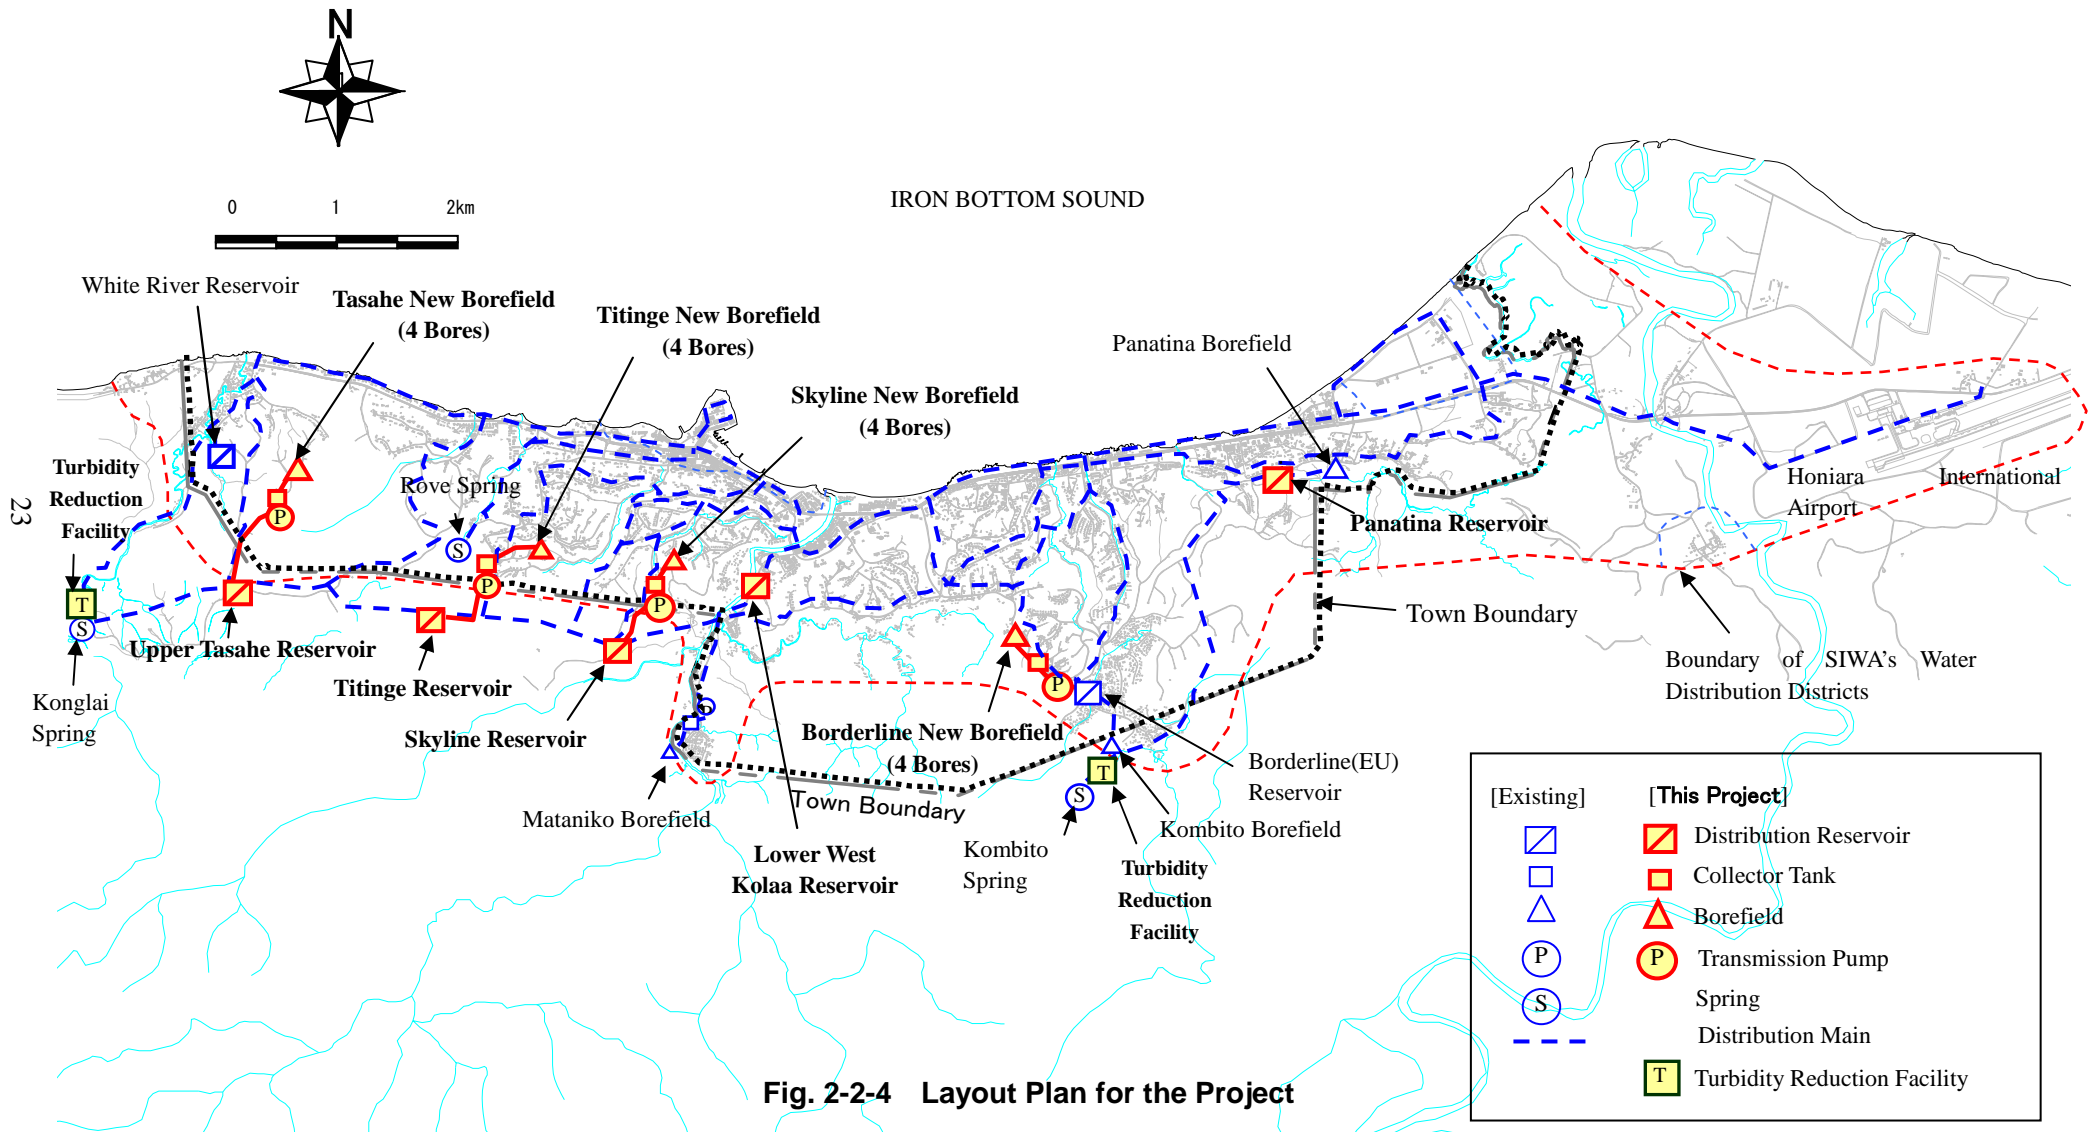 N
0 1 2km
IRON BOTTOM SOUND
White River Reservoir
Tasahe New Borefield
(4 Bores)
Titinge New Borefield
(4 Bores)
Skyline New Borefield
(4 Bores)
Panatina Borefield
Turbidity
Reduction
Facility
Rove Spring
Honiara International
Airport
Panatina Reservoir
23
P
S
P
P
T
S
Town Boundary
Upper Tasahe Reservoir
Titinge Reservoir
Skyline Reservoir
Konglai
Spring
Boundary of SIWA's Water
Distribution Districts
P
P
Borderline New Borefield
(4 Bores)
Borderline(EU)
Reservoir
T
S
Town Boundary
Mataniko Borefield
Kombito Borefield
Lower West
Kolaa Reservoir
Kombito
Spring
Turbidity
Reduction
Facility
[Existing] [This Project]
Distribution Reservoir
Collector Tank
Borefield
P P Transmission Pump
S Spring
Distribution Main
T Turbidity Reduction Facility
Fig. 2-2-4 Layout Plan for the Project